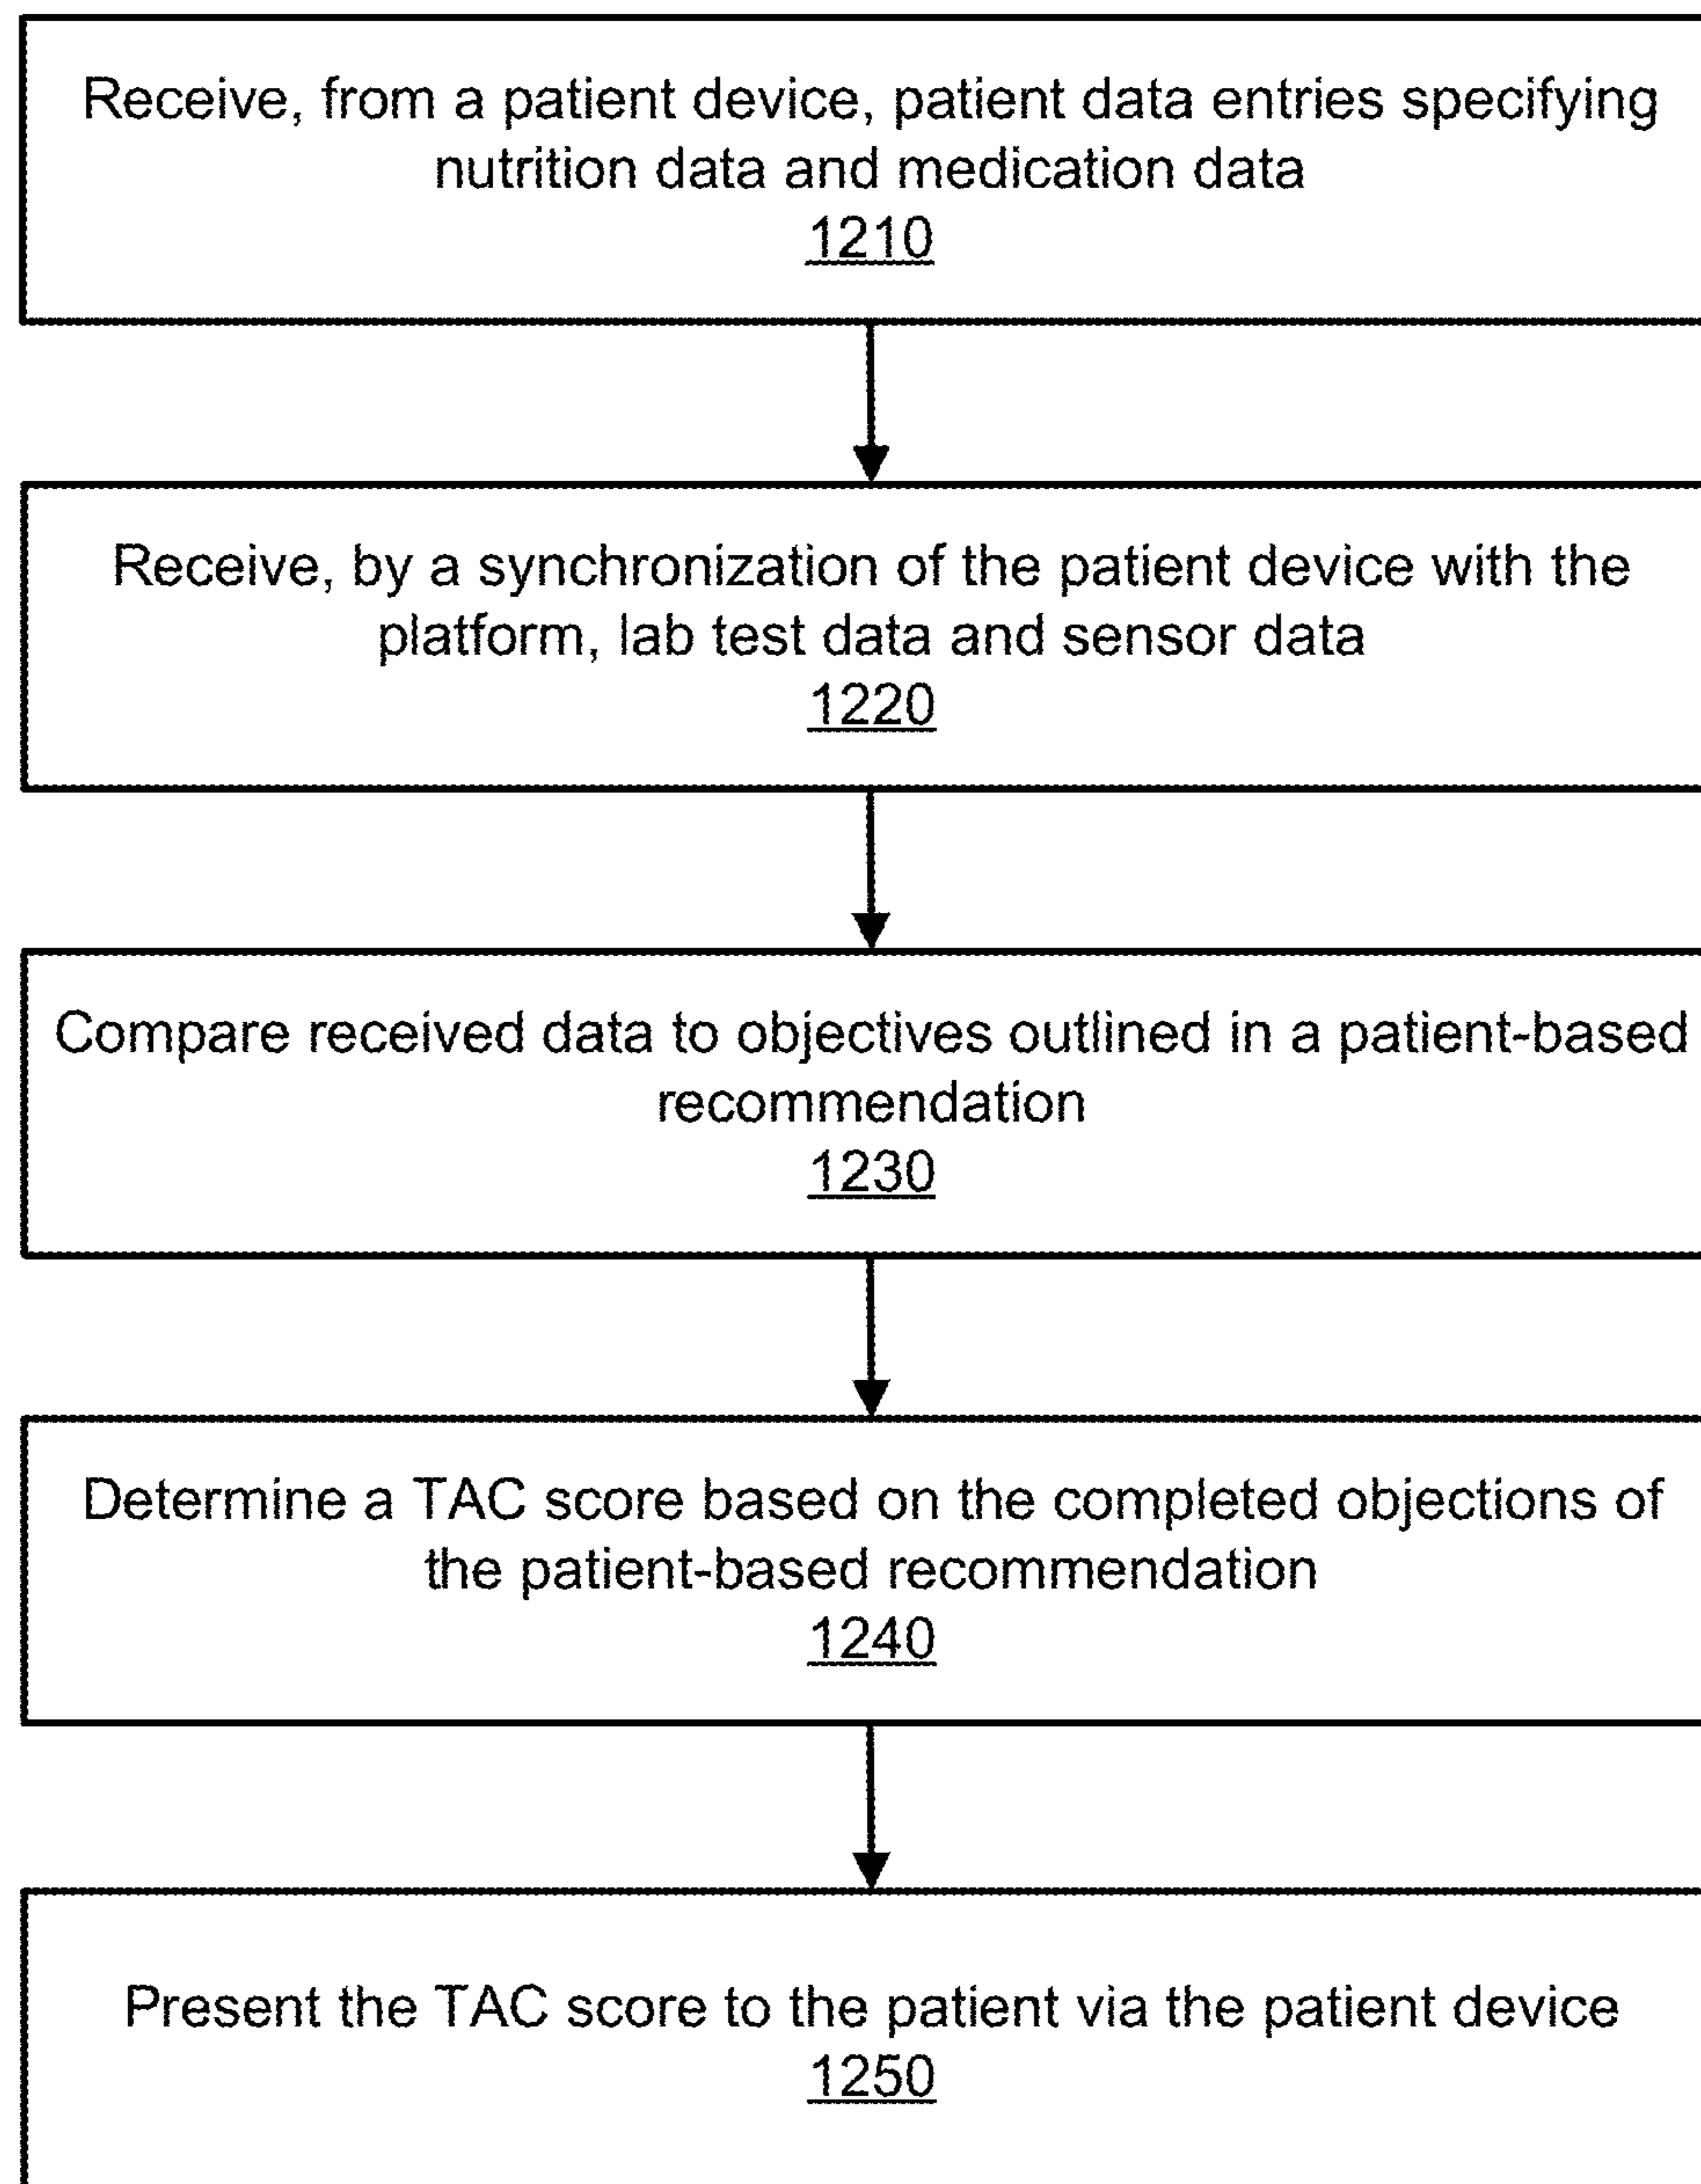 Receive, from a patient device, patient data entries specifying
nutrition data and medication data
1210
Receive, by a synchronization of the patient device with the
platform, lab test data and sensor data
1220
Compare received data to objectives outlined in a patient-based
recommendation
1230
Determine a TAC score based on the completed objections of
the patient-based recommendation
1240
Present the TAC score to the patient via the patient device
1250